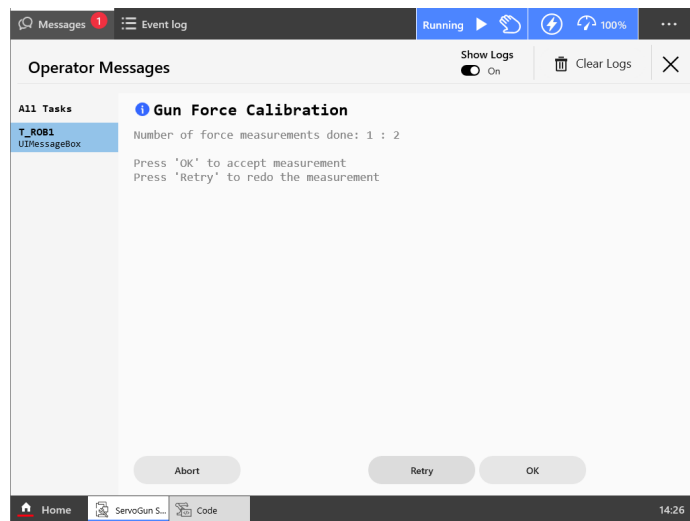 Messages 1 Event log Running 100% ...
Operator Messages Show Logs On Clear Logs
All Tasks
T_ROB1
UIMessageBox
Gun Force Calibration
Number of force measurements done: 1 : 2
Press 'OK' to accept measurement
Press 'Retry' to redo the measurement
Abort Retry OK
Home ServoGun S... Code 14:26